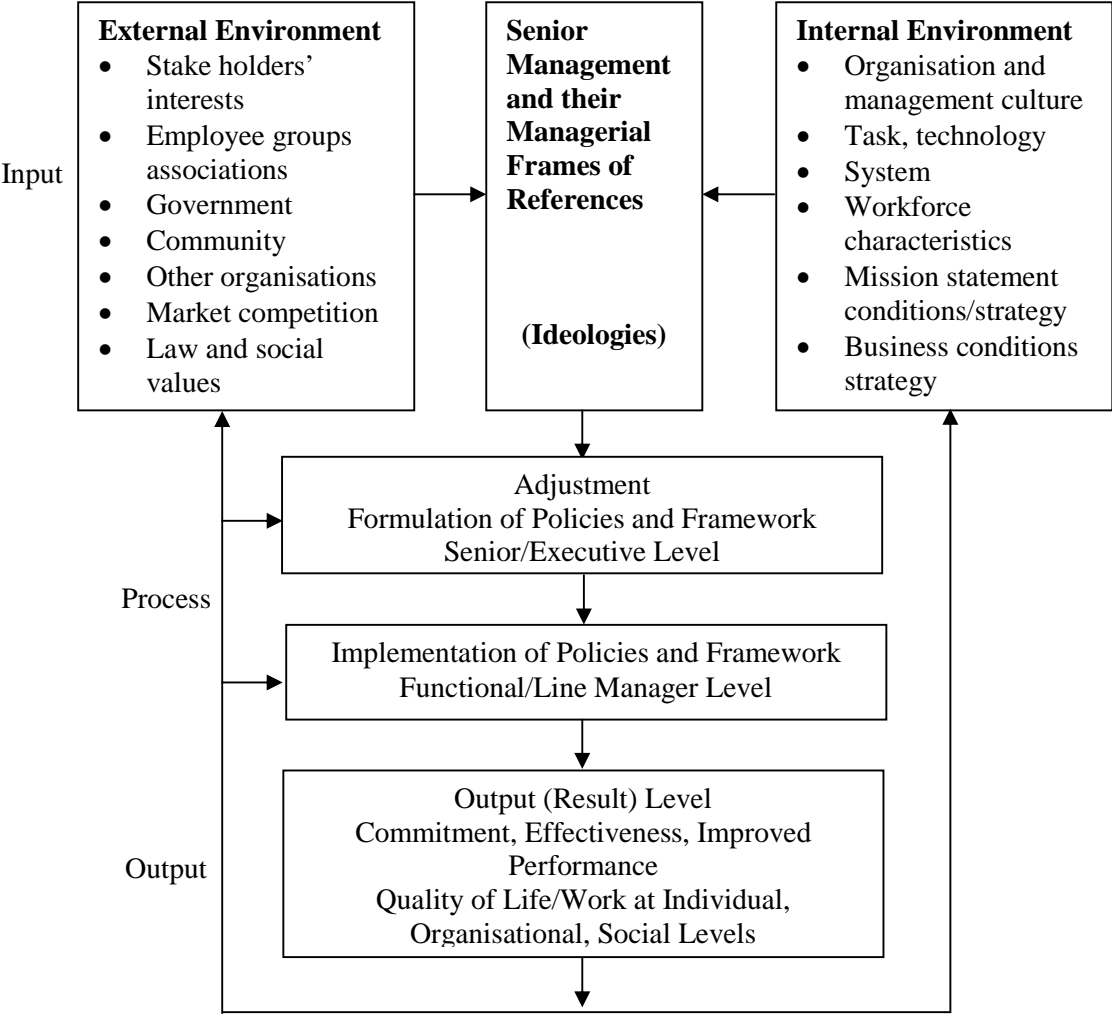 External Environment
• Stake holders’
interests
• Employee groups
associations
• Government
• Community
• Other organisations
• Market competition
• Law and social
values
Input
Senior
Management
and their
Managerial
Frames of
References
(Ideologies)
Internal Environment
• Organisation and
management culture
• Task, technology
• System
• Workforce
characteristics
• Mission statement
conditions/strategy
• Business conditions
strategy
Adjustment
Formulation of Policies and Framework
Senior/Executive Level
Process
Implementation of Policies and Framework
Functional/Line Manager Level
Output (Result) Level
Commitment, Effectiveness, Improved
Performance
Quality of Life/Work at Individual,
Organisational, Social Levels
Output